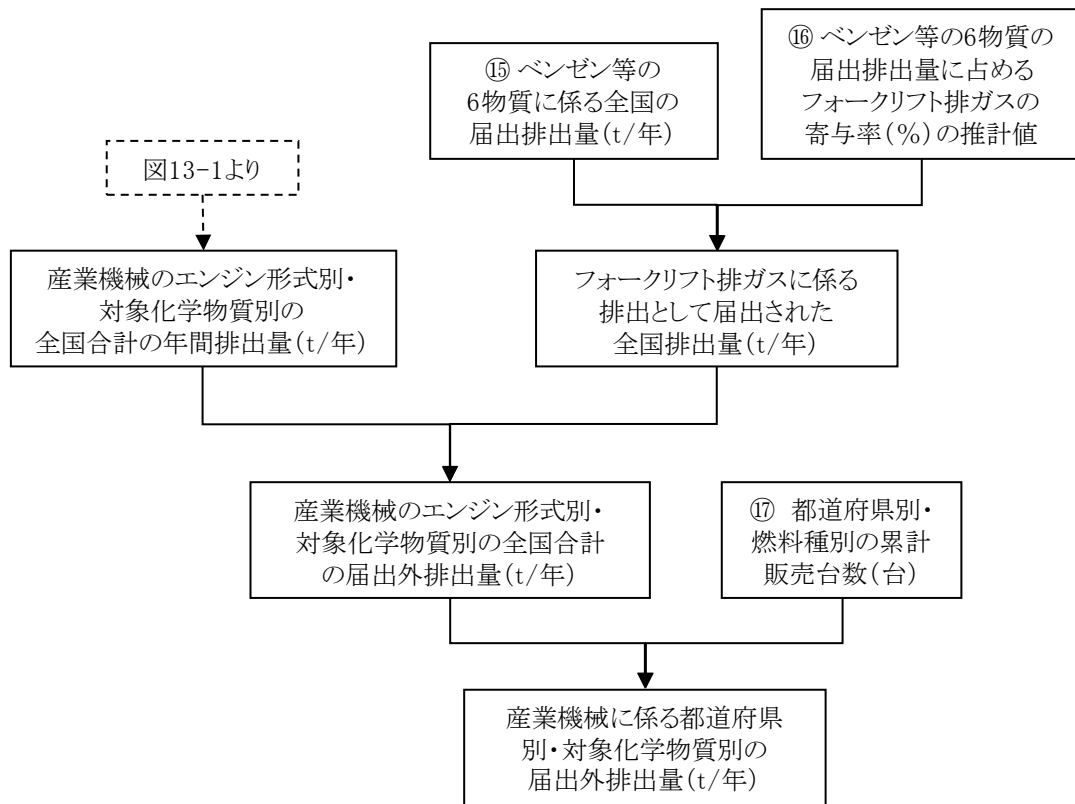 ⑮ ベンゼン等の
6物質に係る全国の
届出排出量(t/年)
⑯ ベンゼン等の6物質の
届出排出量に占める
フォークリフト排ガスの
寄与率(%)の推計値
図13-1より
産業機械のエンジン形式別・
対象化学物質別の
全国合計の年間排出量(t/年)
フォークリフト排ガスに係る
排出として届出された
全国排出量(t/年)
産業機械のエンジン形式別・
対象化学物質別の全国合計
の届出外排出量(t/年)
⑰ 都道府県別・
燃料種別の累計
販売台数(台)
産業機械に係る都道府県
別・対象化学物質別の
届出外排出量(t/年)